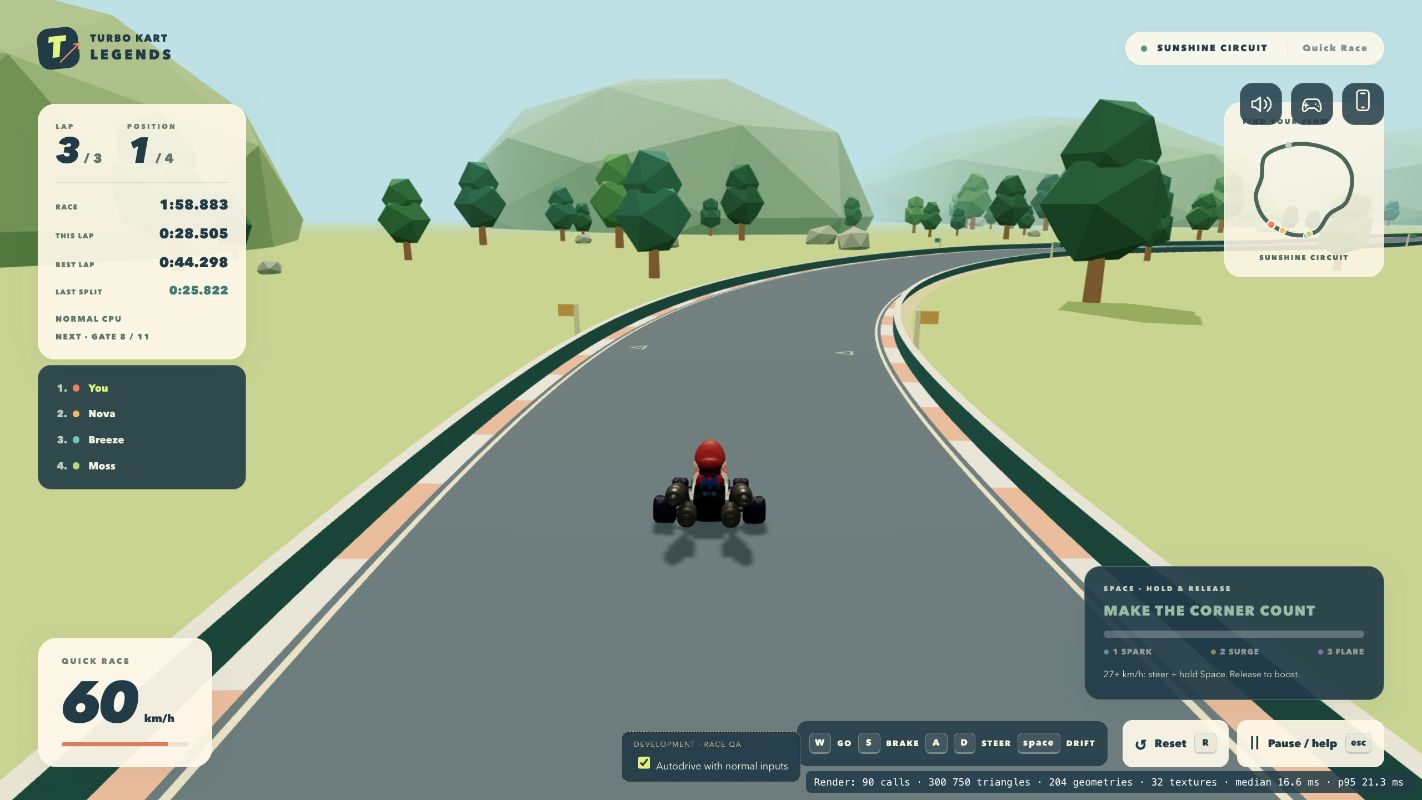 TURBO KART
LEGENDS
SUNSHINE CIRCUIT Quick Race
LAP POSITION
3 / 3 1 / 4
RACE 1:58.883
THIS LAP 0:28.505
BEST LAP 0:44.298
LAST SPLIT 0:25.822
NORMAL CPU
NEXT · GATE 8 / 11
1. You
2. Nova
3. Breeze
4. Moss
FIND YOUR FLOW
SUNSHINE CIRCUIT
SPACE · HOLD & RELEASE
MAKE THE CORNER COUNT
1 SPARK 2 SURGE 3 FLARE
27+ km/h: steer + hold Space. Release to boost.
QUICK RACE
60 km/h
DEVELOPMENT · RACE QA
Autodrive with normal inputs
W GO S BRAKE A D STEER space DRIFT
Reset R
Pause / help esc
Render: 90 calls · 300 750 triangles · 204 geometries · 32 textures · median 16.6 ms · p95 21.3 ms